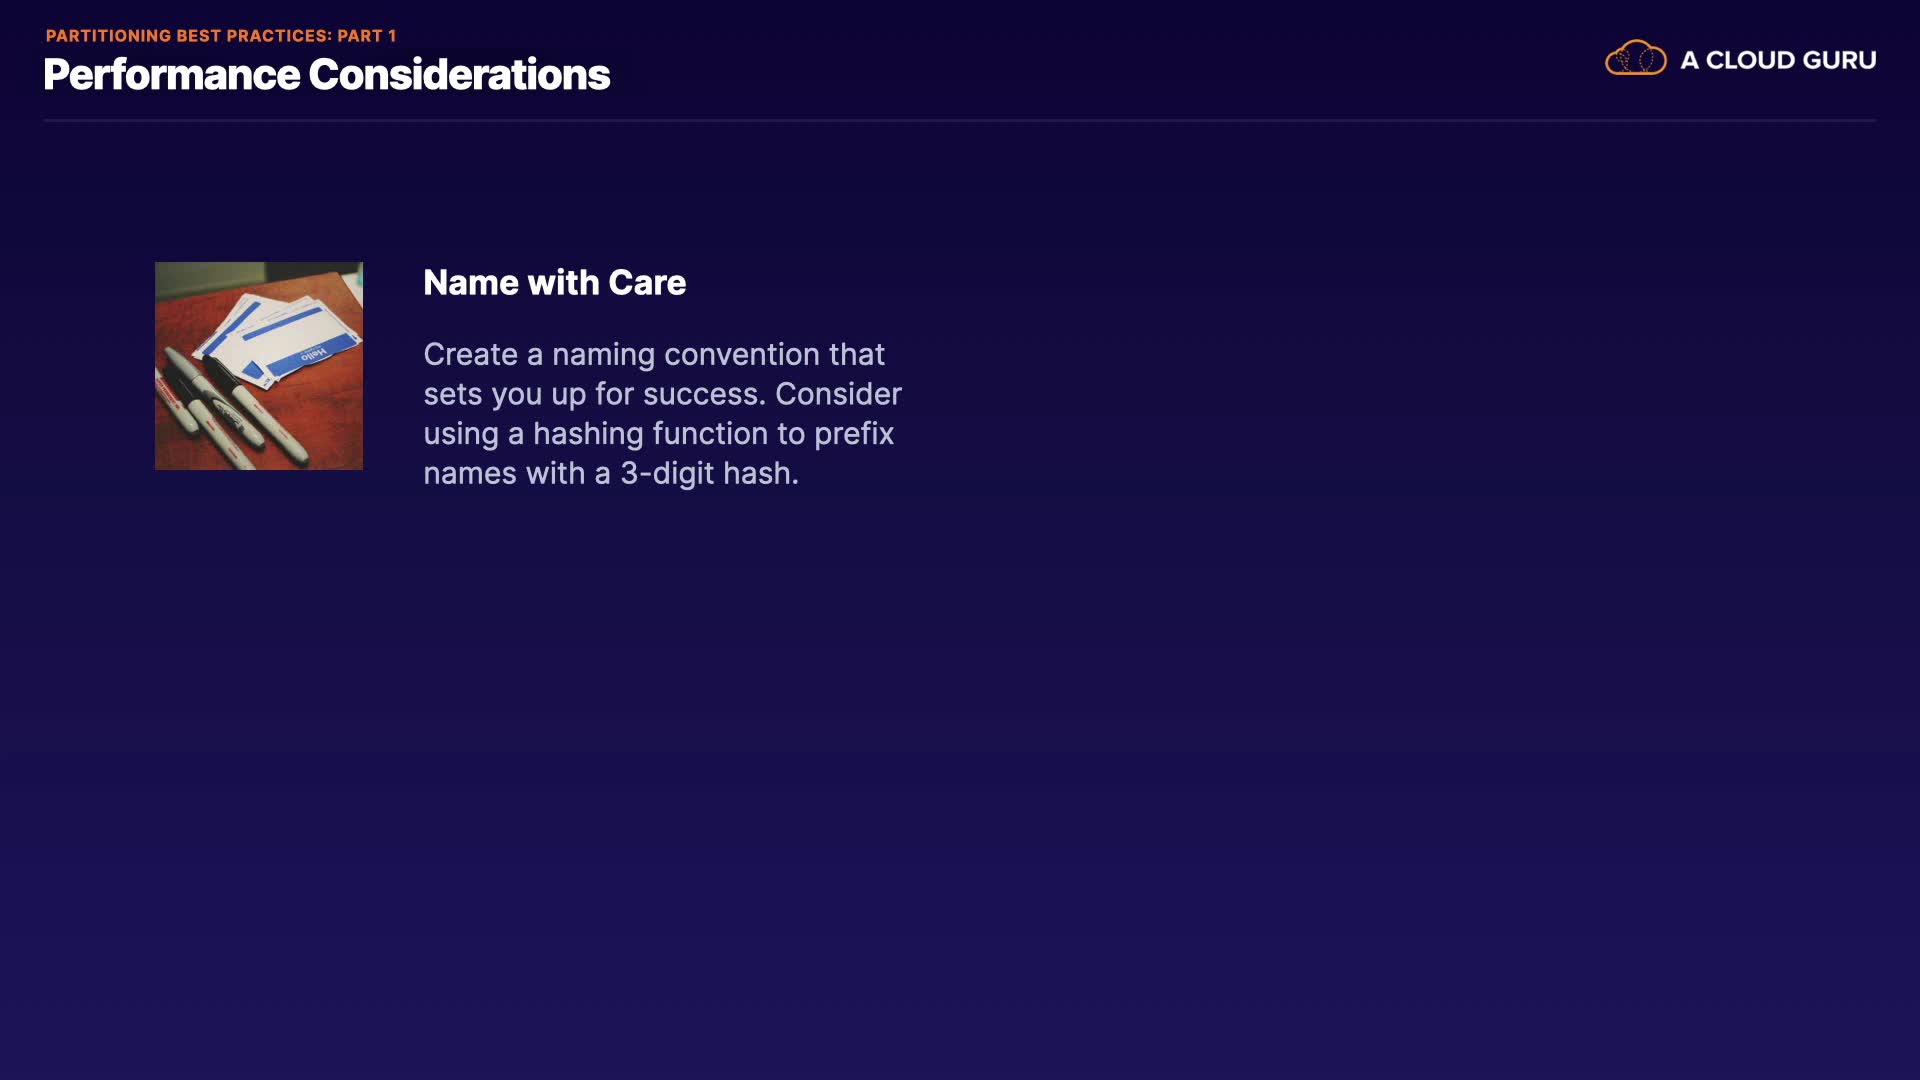 PARTITIONING BEST PRACTICES: PART 1
Performance Considerations
A CLOUD GURU
Name with Care
Create a naming convention that
sets you up for success. Consider
using a hashing function to prefix
names with a 3-digit hash.
Hello